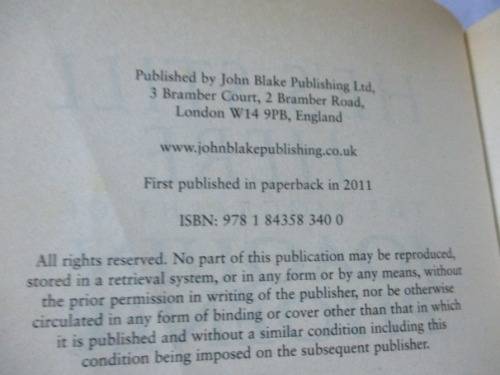 Published by John Blake Publishing Ltd,
3 Bramber Court, 2 Bramber Road,
London W14 9PB, England
www.johnblakepublishing.co.uk
First published in paperback in 2011
ISBN: 978 1 84358 340 0
All rights reserved. No part of this publication may be reproduced,
stored in a retrieval system, or in any form or by any means, without
the prior permission in writing of the publisher, nor be otherwise
circulated in any form of binding or cover other than that in which
it is published and without a similar condition including this
condition being imposed on the subsequent publisher.